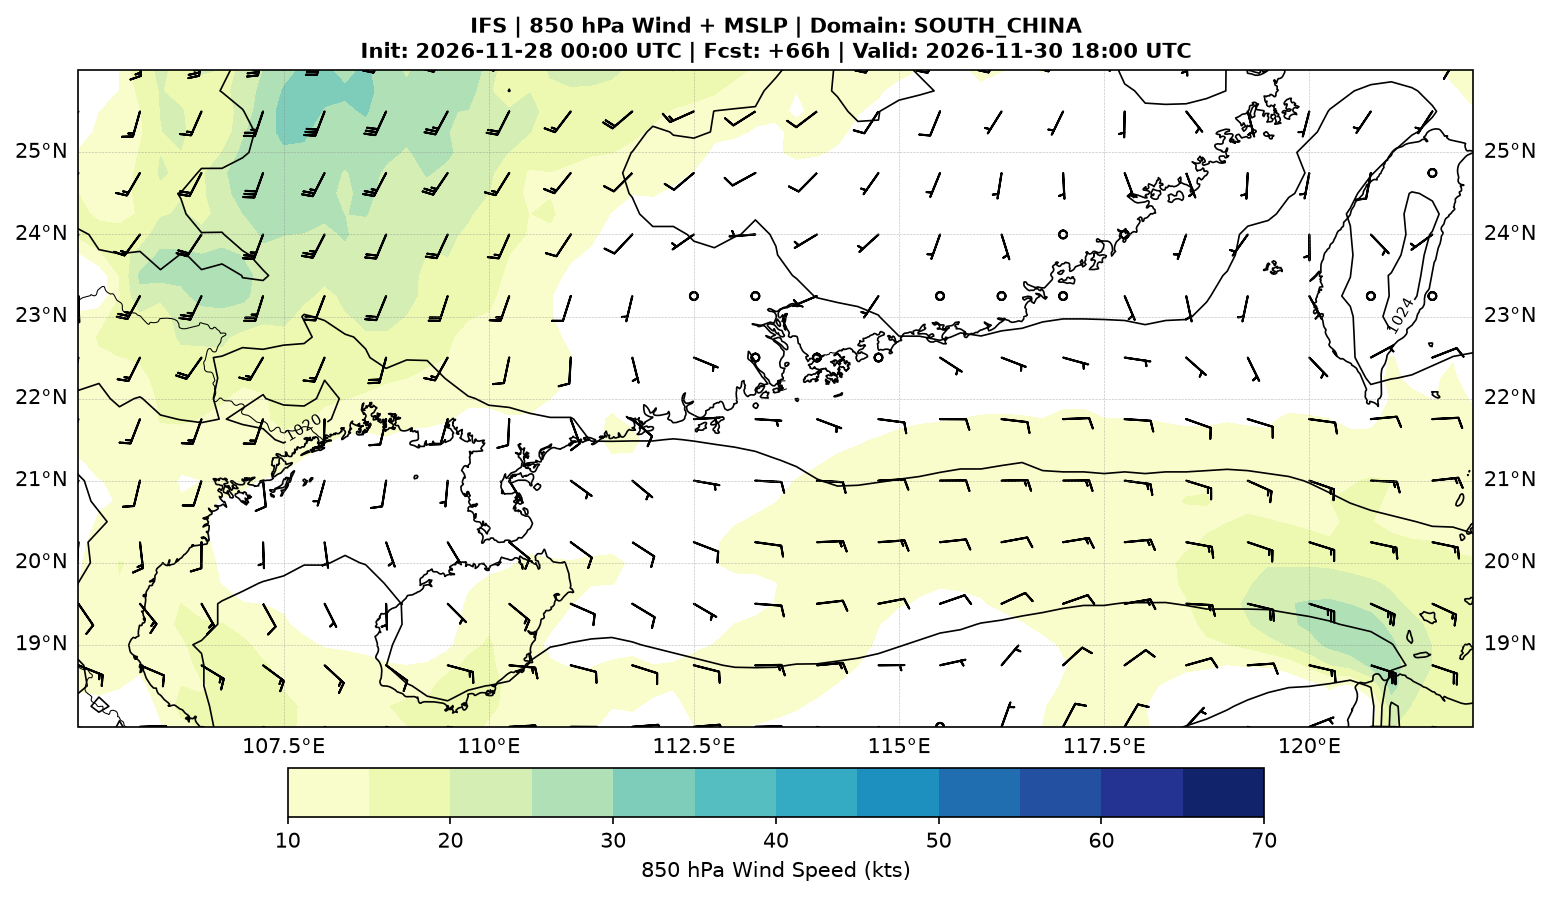 IFS | 850 hPa Wind + MSLP | Domain: SOUTH_CHINA
Init: 2026-11-28 00:00 UTC | Fcst: +66h | Valid: 2026-11-30 18:00 UTC
25°N 25°N
24°N 24°N
1024
23°N 23°N
22°N 22°N
1020
21°N 21°N
20°N 20°N
19°N 19°N
107.5°E 110°E 112.5°E 115°E 117.5°E 120°E
10 20 30 40 50 60 70
850 hPa Wind Speed (kts)